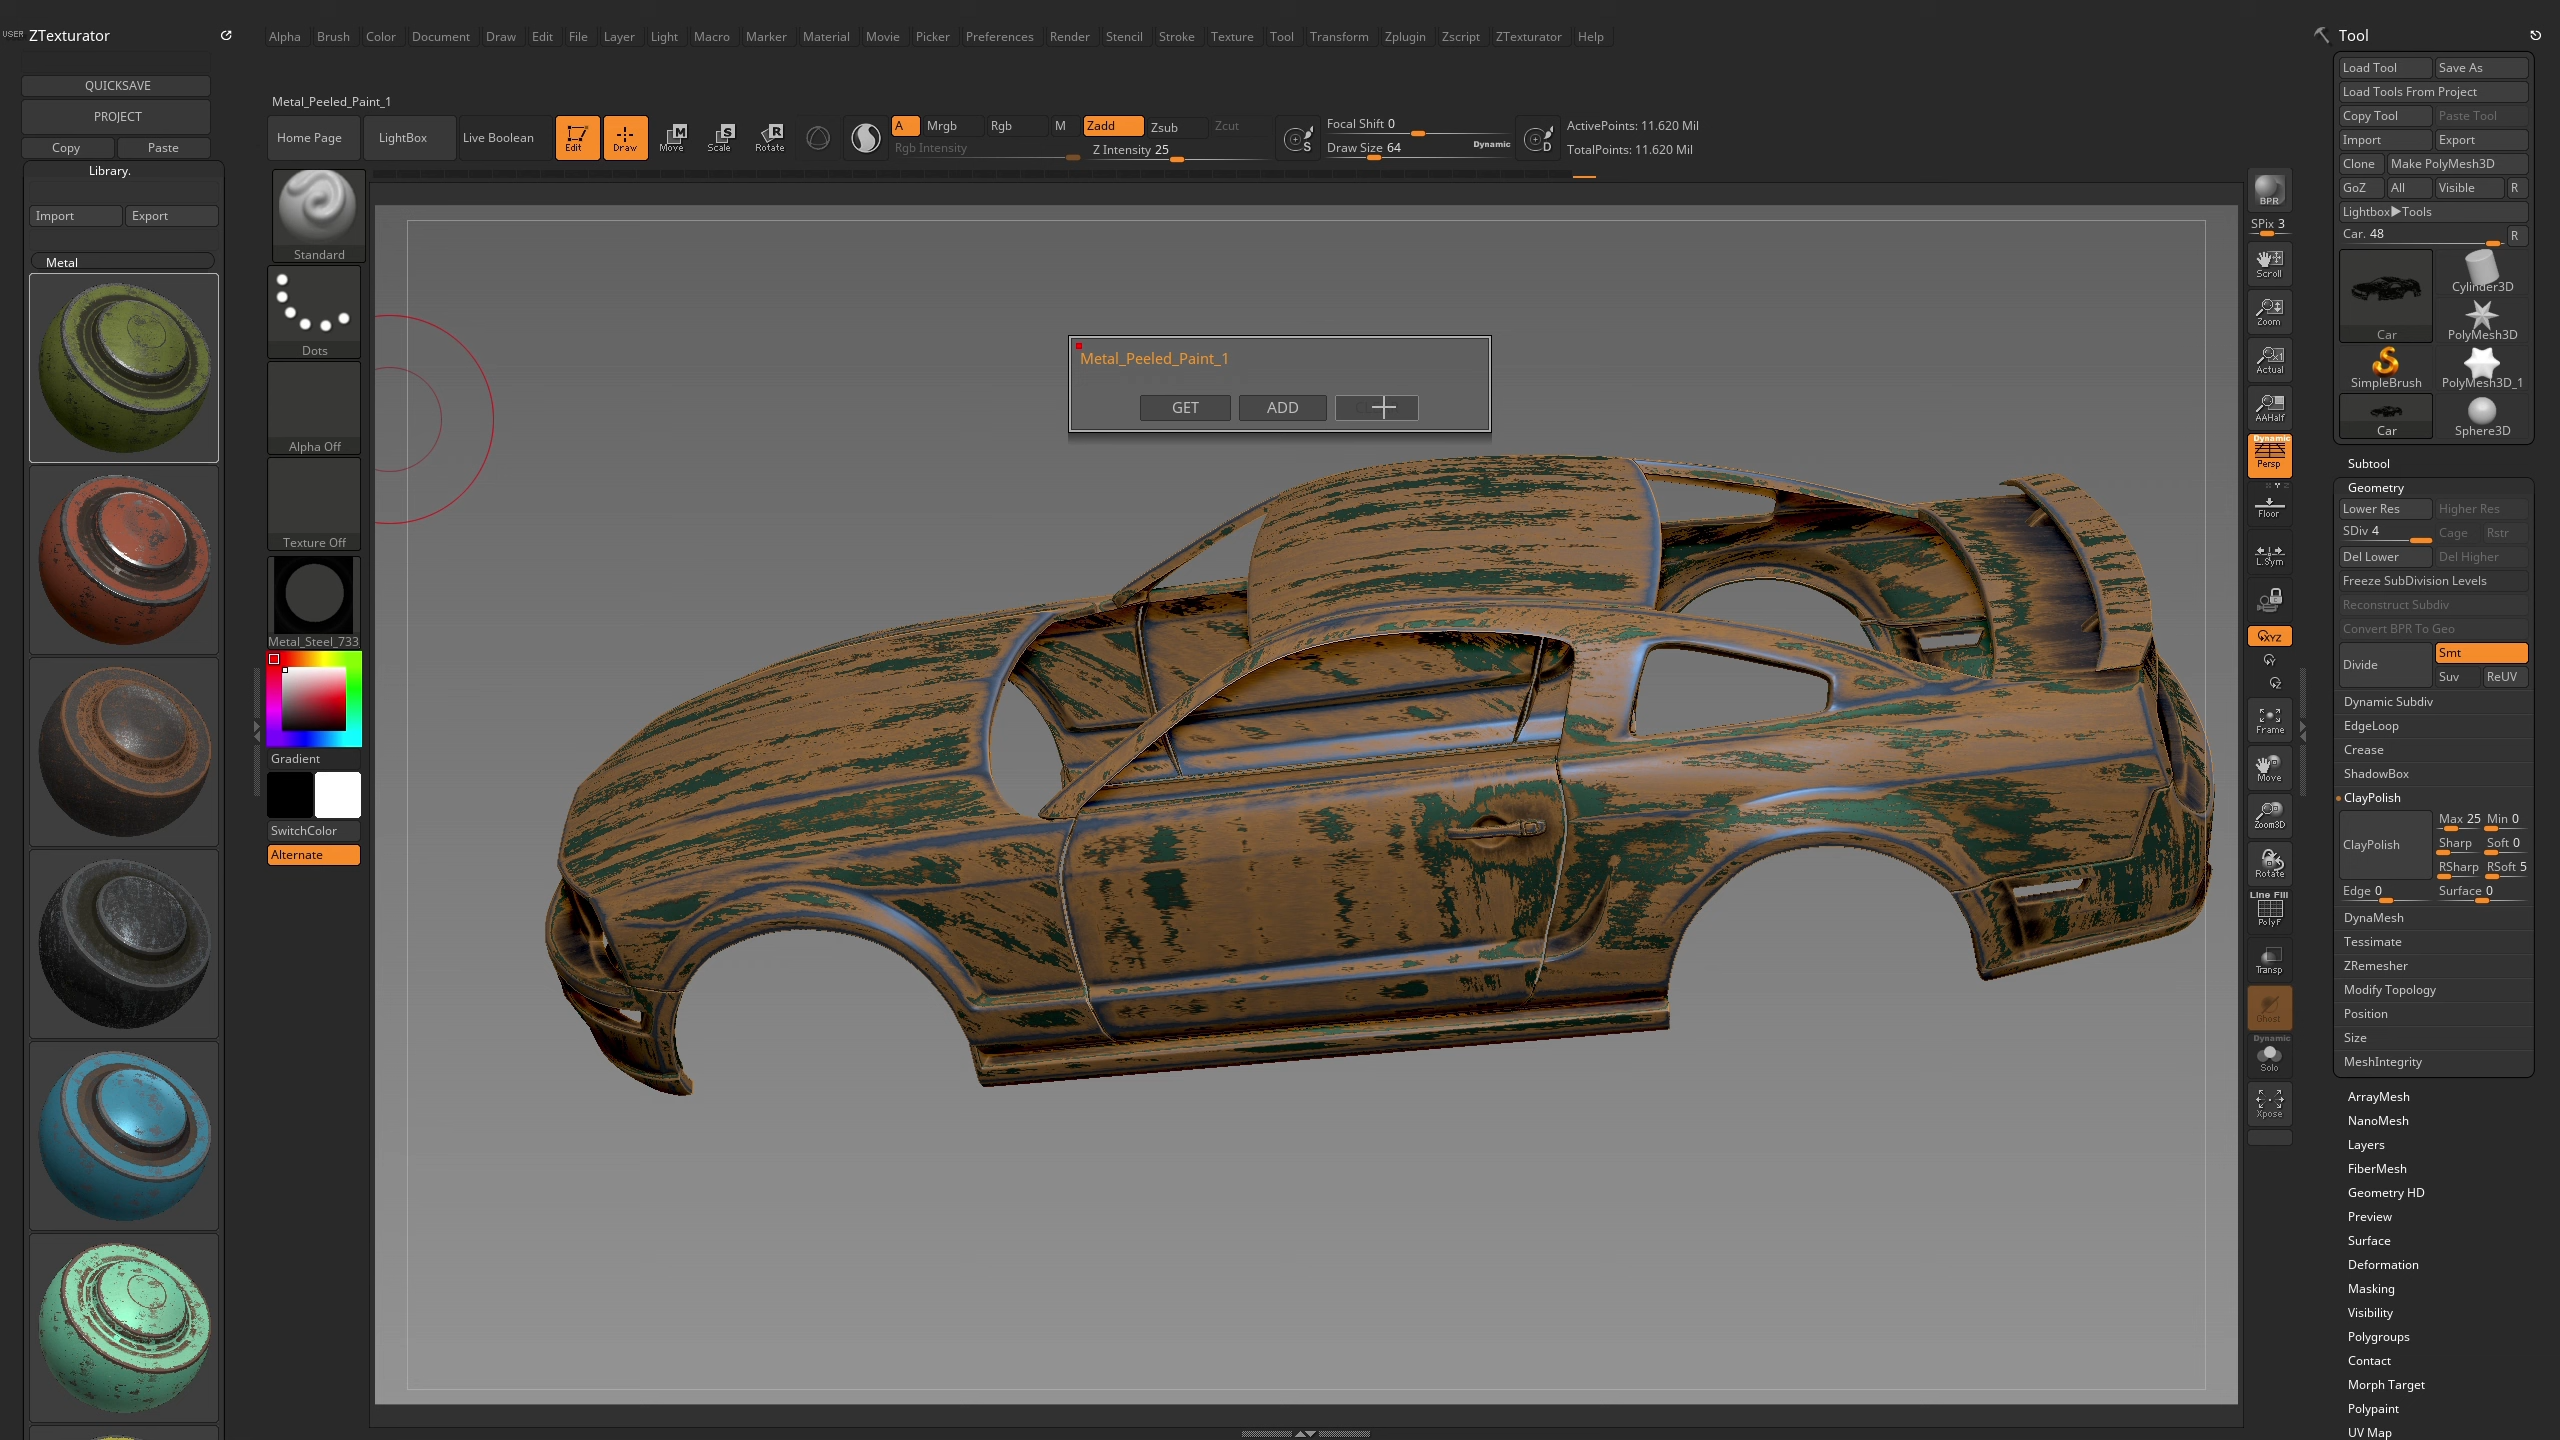 USER ZTexturator
Alpha Brush Color Document Draw Edit File Layer Light Macro Marker Material Movie Picker Preferences Render Stencil Stroke Texture Tool Transform Zplugin Zscript ZTexturator Help
QUICKSAVE
PROJECT
Copy Paste
Library.
Import Export
Metal
Metal_Peeled_Paint_1
Home Page LightBox Live Boolean Edit Draw Move Scale Rotate
M S R
A Mrgb Rgb M Zadd Zsub Zcut
Rgb Intensity Z Intensity 25
S Focal Shift 0
Draw Size 64 Dynamic
D ActivePoints: 11.620 Mil
TotalPoints: 11.620 Mil
Standard
Dots
Alpha Off
Texture Off
Metal_Steel_733
Gradient
SwitchColor
Alternate
Metal_Peeled_Paint_1
GET ADD
BPR
SPix 3
Scroll
Zoom
Actual
AAHalf
Dynamic
Persp
Floor
L.Sym
XYZ
Y
Z
Frame
Move
Zoom3D
Rotate
Line Fill
PolyF
Transp
Ghost
Dynamic
Solo
Xpose
Tool
Load Tool Save As
Load Tools From Project
Copy Tool Paste Tool
Import Export
Clone Make PolyMesh3D
GoZ All Visible R
Lightbox▶Tools
Car. 48 R
Cylinder3D
Car PolyMesh3D
SimpleBrush PolyMesh3D_1
Car Sphere3D
Subtool
Geometry
Lower Res Higher Res
SDiv 4 Cage Rstr
Del Lower Del Higher
Freeze SubDivision Levels
Reconstruct Subdiv
Convert BPR To Geo
Divide Smt
Suv ReUV
Dynamic Subdiv
EdgeLoop
Crease
ShadowBox
ClayPolish
ClayPolish Max 25 Min 0
Sharp Soft 0
RSharp RSoft 5
Edge 0 Surface 0
DynaMesh
Tessimate
ZRemesher
Modify Topology
Position
Size
MeshIntegrity
ArrayMesh
NanoMesh
Layers
FiberMesh
Geometry HD
Preview
Surface
Deformation
Masking
Visibility
Polygroups
Contact
Morph Target
Polypaint
UV Map